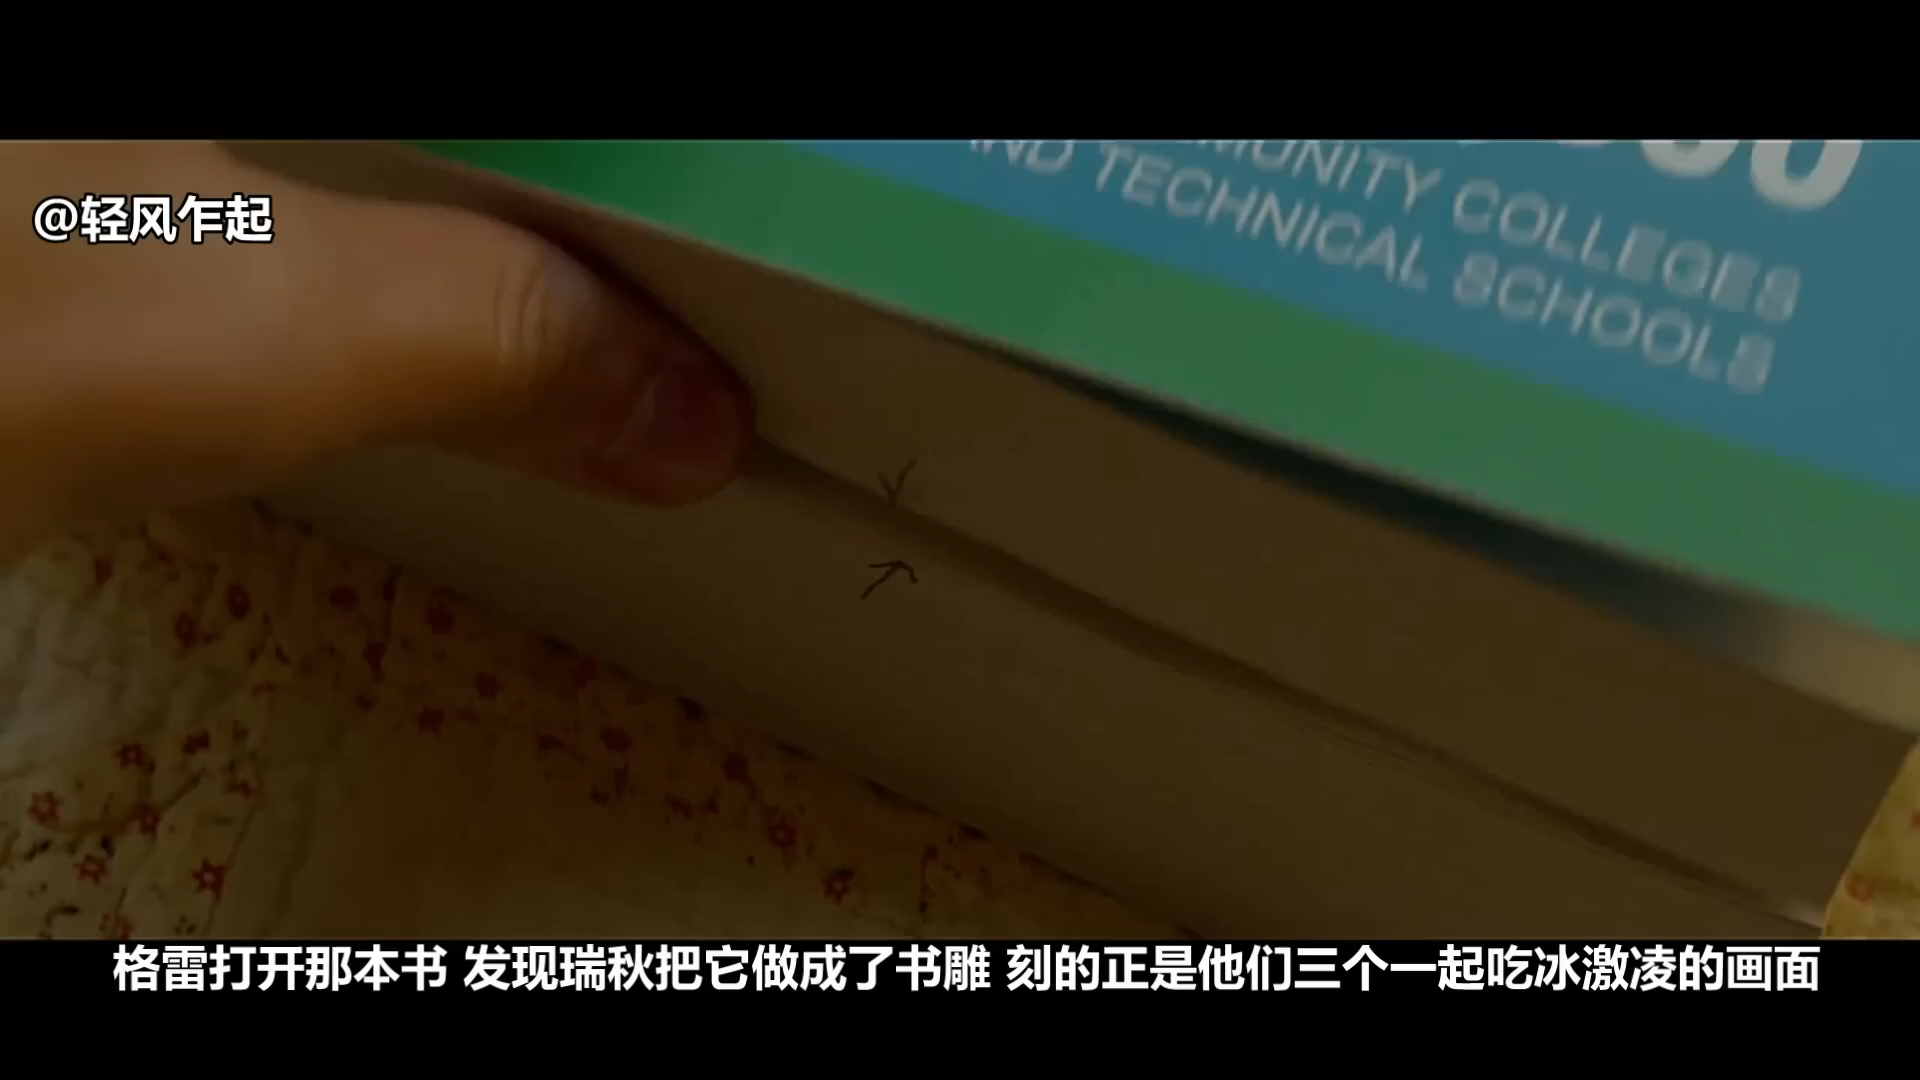 MUNITY COLLEGES
AND TECHNICAL SCHOOLS
@轻风乍起
格雷打开那本书 发现瑞秋把它做成了书雕 刻的正是他们三个一起吃冰激凌的画面